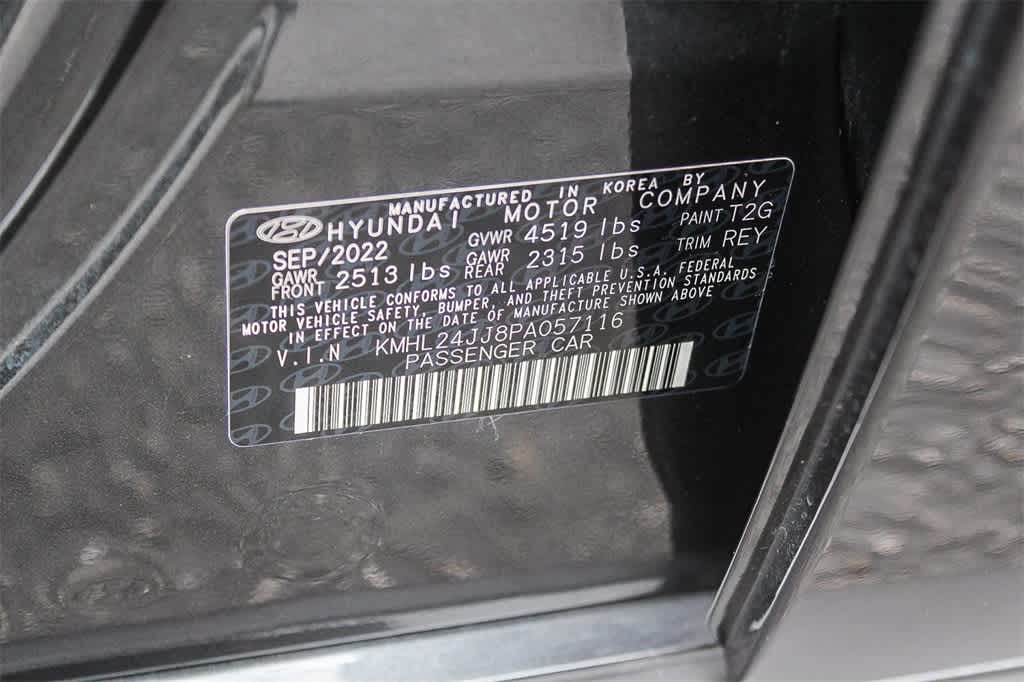 MANUFACTURED IN KOREA BY
HYUNDAI MOTOR COMPANY
SEP/2022 GVWR 4519 lbs PAINT T2G
GAWR FRONT 2513 lbs GAWR REAR 2315 lbs TRIM REY
THIS VEHICLE CONFORMS TO ALL APPLICABLE U.S.A. FEDERAL
MOTOR VEHICLE SAFETY, BUMPER, AND THEFT PREVENTION STANDARDS
IN EFFECT ON THE DATE OF MANUFACTURE SHOWN ABOVE
V.I.N KMHL24JJ8PA057116
PASSENGER CAR